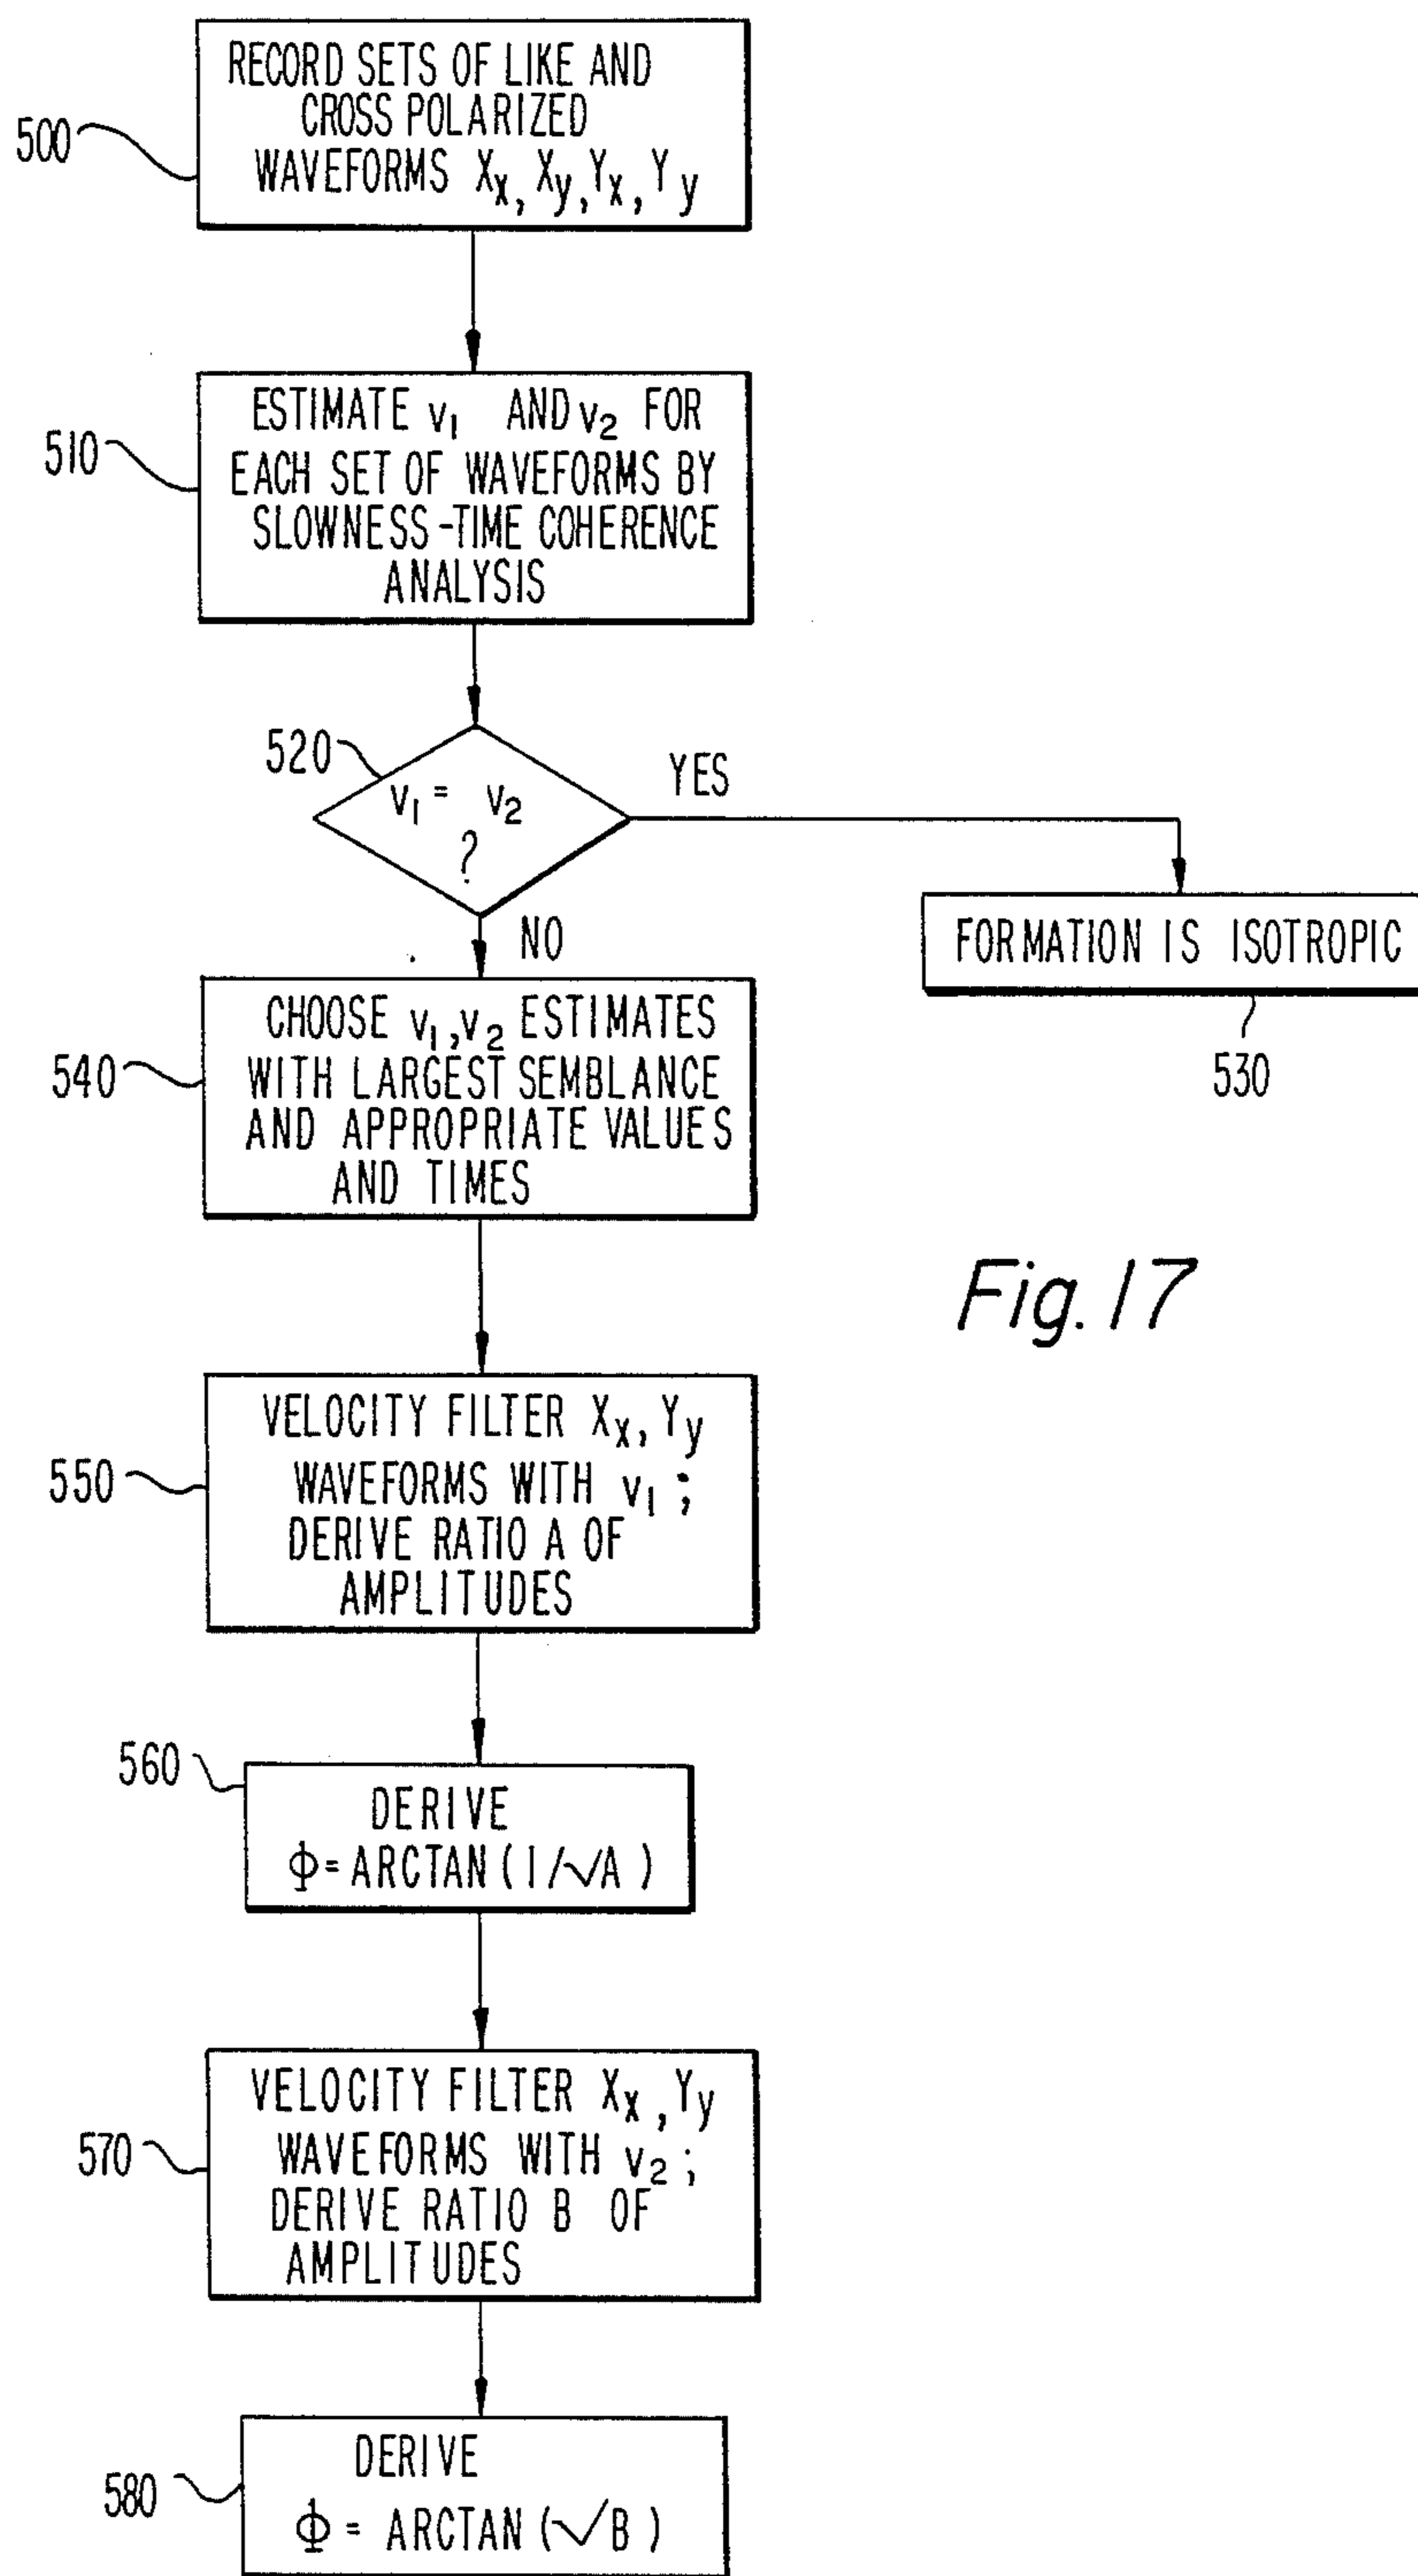 500
RECORD SETS OF LIKE AND
CROSS POLARIZED
WAVEFORMS Xx, Xy, Yx, Yy
510
ESTIMATE v1 AND v2 FOR
EACH SET OF WAVEFORMS BY
SLOWNESS-TIME COHERENCE
ANALYSIS
520
v1 = v2
?
YES
NO
FORMATION IS ISOTROPIC
530
540
CHOOSE v1, v2 ESTIMATES
WITH LARGEST SEMBLANCE
AND APPROPRIATE VALUES
AND TIMES
Fig. 17
550
VELOCITY FILTER Xx, Yy
WAVEFORMS WITH v1 ;
DERIVE RATIO A OF
AMPLITUDES
560
DERIVE
Φ = ARCTAN (1/√A )
570
VELOCITY FILTER Xx, Yy
WAVEFORMS WITH v2 ;
DERIVE RATIO B OF
AMPLITUDES
580
DERIVE
Φ = ARCTAN (√B )